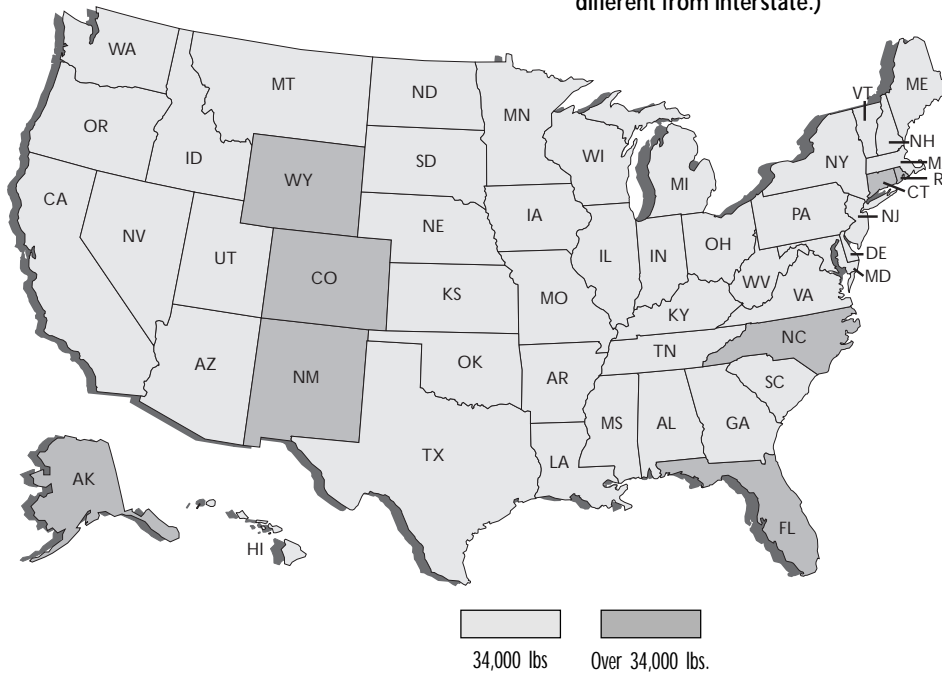 different from Interstate.)
WA
MT
ND
MN
VT
ME
OR
ID
SD
WI
NY
NH
M
R
WY
MI
CT
CA
NV
NE
IA
PA
NJ
UT
CO
IL
IN
OH
DE
MD
KS
MO
WV
VA
KY
AZ
NM
OK
TN
NC
AR
SC
TX
MS
AL
GA
LA
AK
FL
HI
34,000 lbs
Over 34,000 lbs.